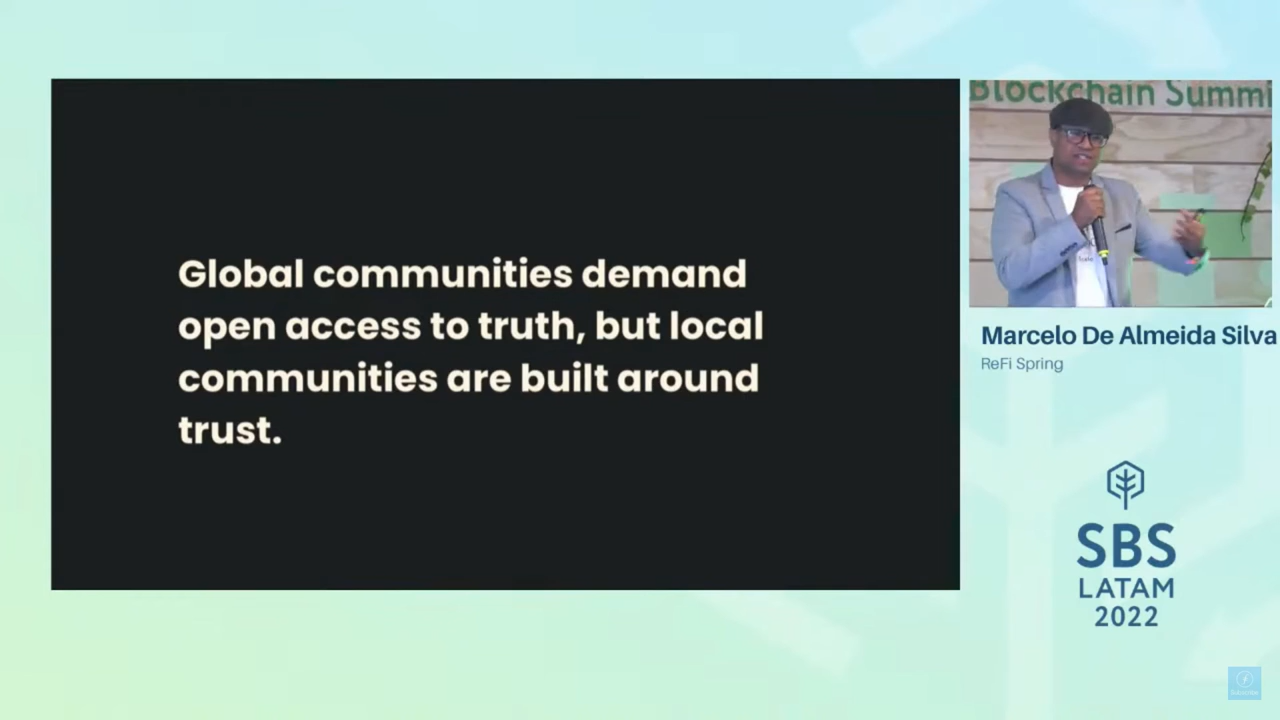 Global communities demand
open access to truth, but local
communities are built around
trust.
Blockchain Summi
Marcelo De Almeida Silva
ReFi Spring
SBS
LATAM
2022
Subscribe